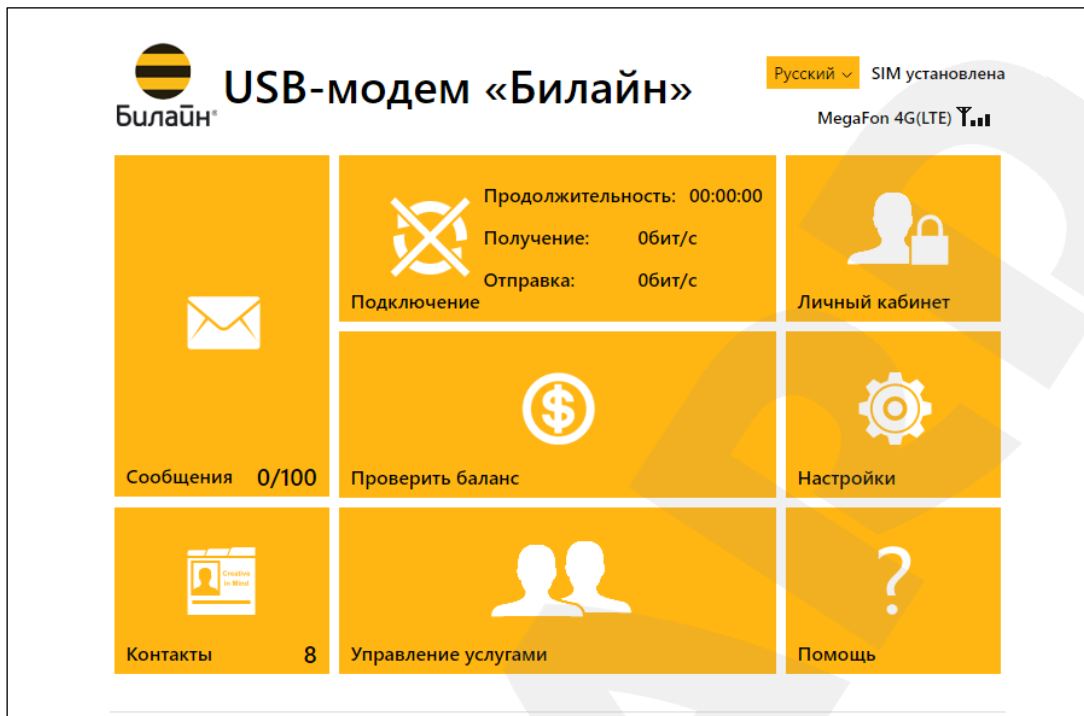 Билайн®
USB-модем «Билайн»
Русский
SIM установлена
MegaFon 4G(LTE)
Продолжительность: 00:00:00
Получение: 0бит/с
Отправка: 0бит/с
Подключение
Личный кабинет
Сообщения 0/100
Проверить баланс
Настройки
Creative
in Mind
Контакты 8
Управление услугами
?
Помощь